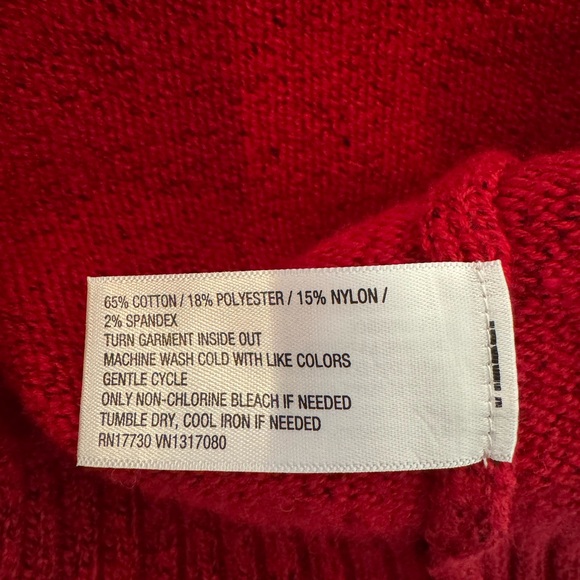 65% COTTON / 18% POLYESTER / 15% NYLON /
2% SPANDEX
TURN GARMENT INSIDE OUT
MACHINE WASH COLD WITH LIKE COLORS
GENTLE CYCLE
ONLY NON-CHLORINE BLEACH IF NEEDED
TUMBLE DRY, COOL IRON IF NEEDED
RN17730 VN1317080